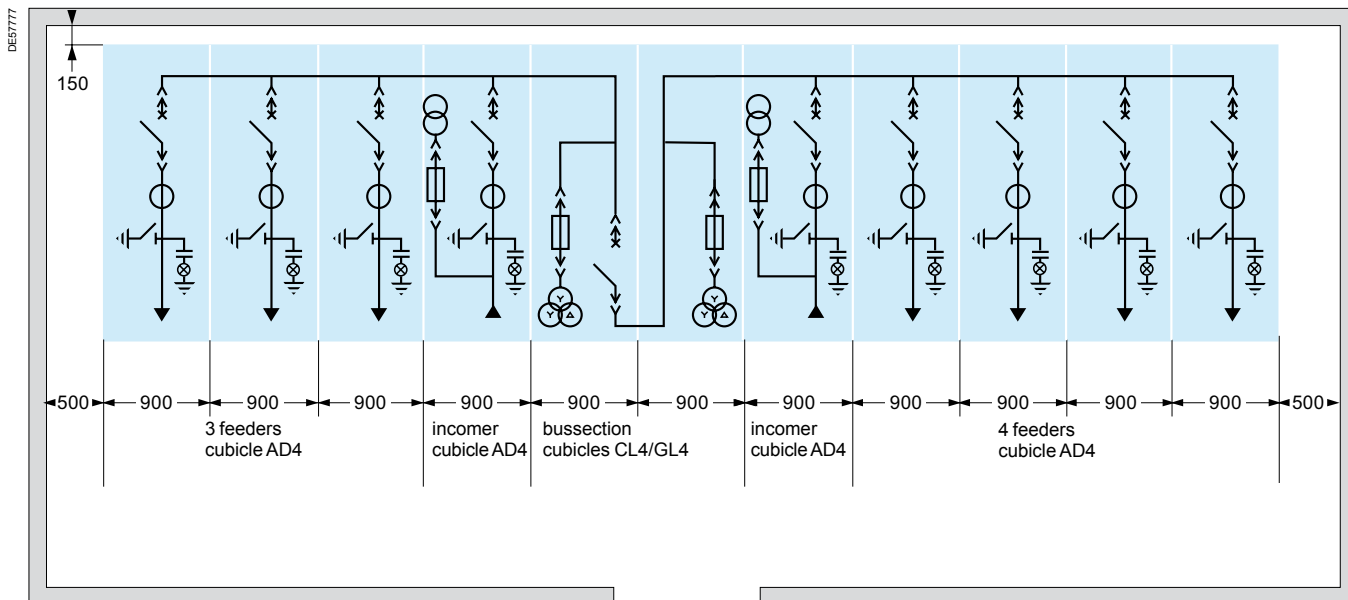 DE57777
150
500 900 900 900 900 900 900 900 900 900 900 900 500
3 feeders
cubicle AD4
incomer
cubicle AD4
bussection
cubicles CL4/GL4
incomer
cubicle AD4
4 feeders
cubicle AD4
Y
Y Δ
Y
Y Δ